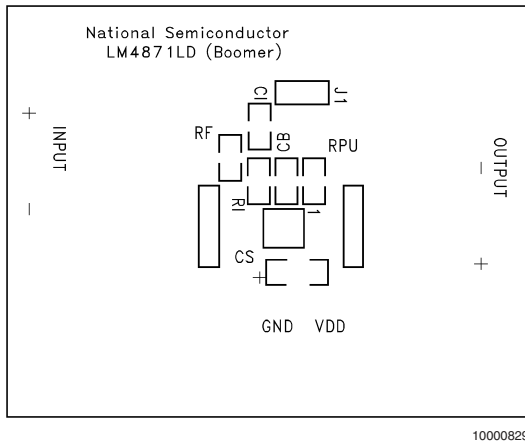 National Semiconductor
LM4871LD (Boomer)
CI
J1
+
INPUT
-
RF
CB
RPU
OUTPUT
-
+
RI
1
CS
+
GND VDD
10000829